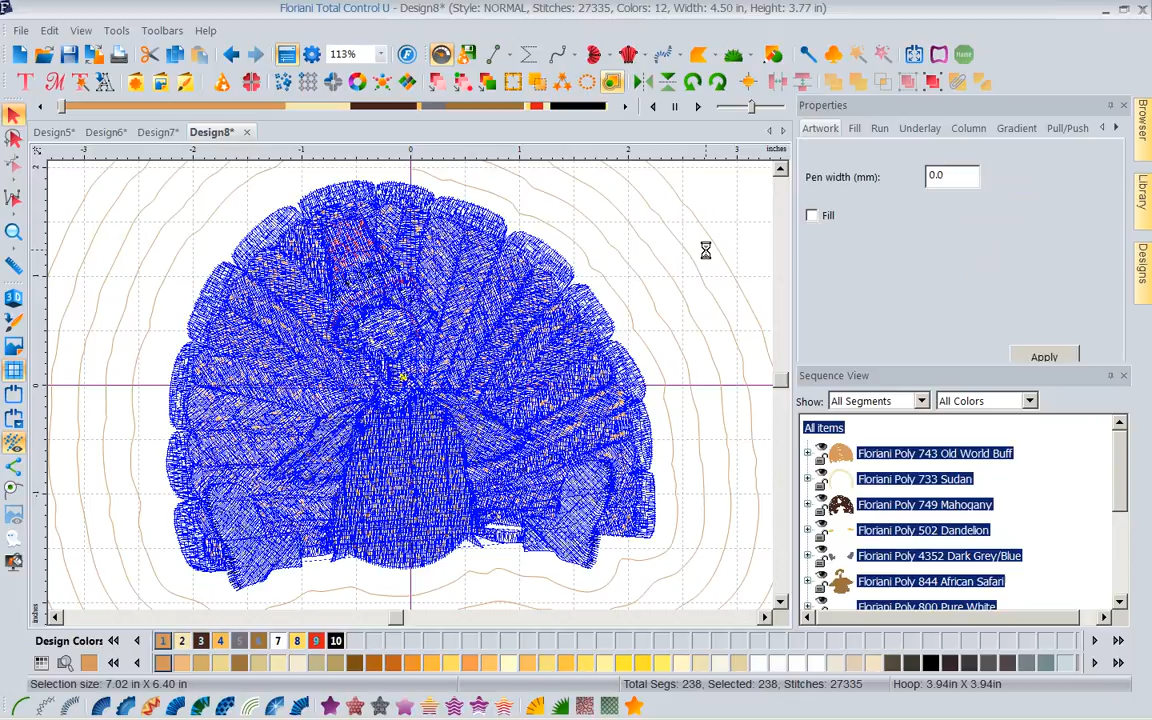 Floriani Total Control U - Design8* (Style: NORMAL, Stitches: 27335, Colors: 12, Width: 4.50 in, Height: 3.77 in)
File Edit View Tools Toolbars Help
113%
Design5* Design6* Design7* Design8*
-3 -2 -1 0 1 2 3 inches
2
1
0
-1
inches
Properties
Artwork Fill Run Underlay Column Gradient Pull/Push
Pen width (mm): 0.0
Fill
Apply
Browser
Library
Designs
Sequence View
Show: All Segments All Colors
All items
Floriani Poly 743 Old World Buff
Floriani Poly 733 Sudan
Floriani Poly 749 Mahogany
Floriani Poly 502 Dandelion
Floriani Poly 4352 Dark Grey/Blue
Floriani Poly 844 African Safari
Floriani Poly 800 Pure White
Design Colors 1 2 3 4 5 6 7 8 9 10
Selection size: 7.02 in X 6.40 in Total Segs: 238, Selected: 238, Stitches: 27335 Hoop: 3.94in X 3.94in